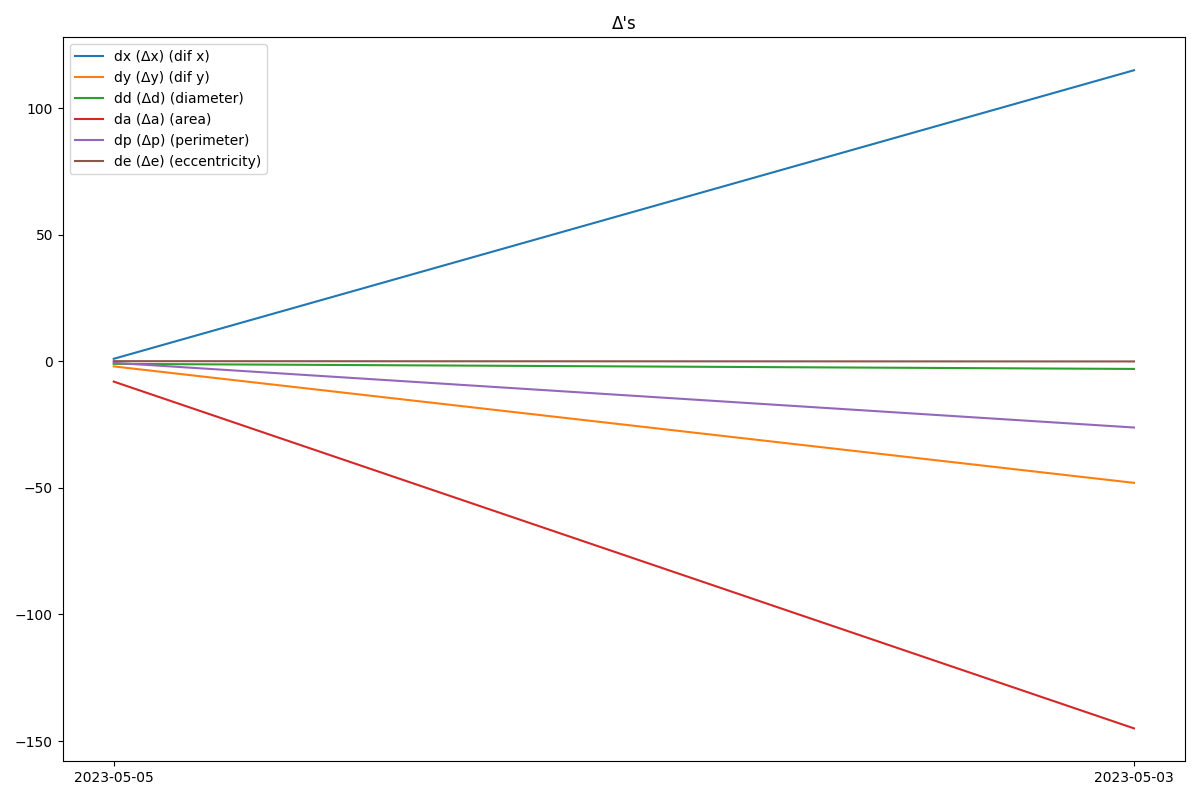 Δ's
dx (Δx) (dif x)
dy (Δy) (dif y)
dd (Δd) (diameter)
da (Δa) (area)
dp (Δp) (perimeter)
de (Δe) (eccentricity)
100
50
0
−50
−100
−150
2023-05-05 2023-05-03